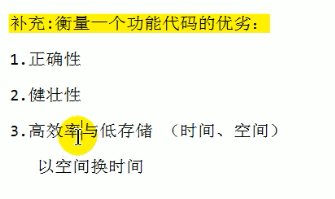 补充:衡量一个功能代码的优劣：
1.正确性
2.健壮性
3.高效率与低存储 （时间、空间）
以空间换时间